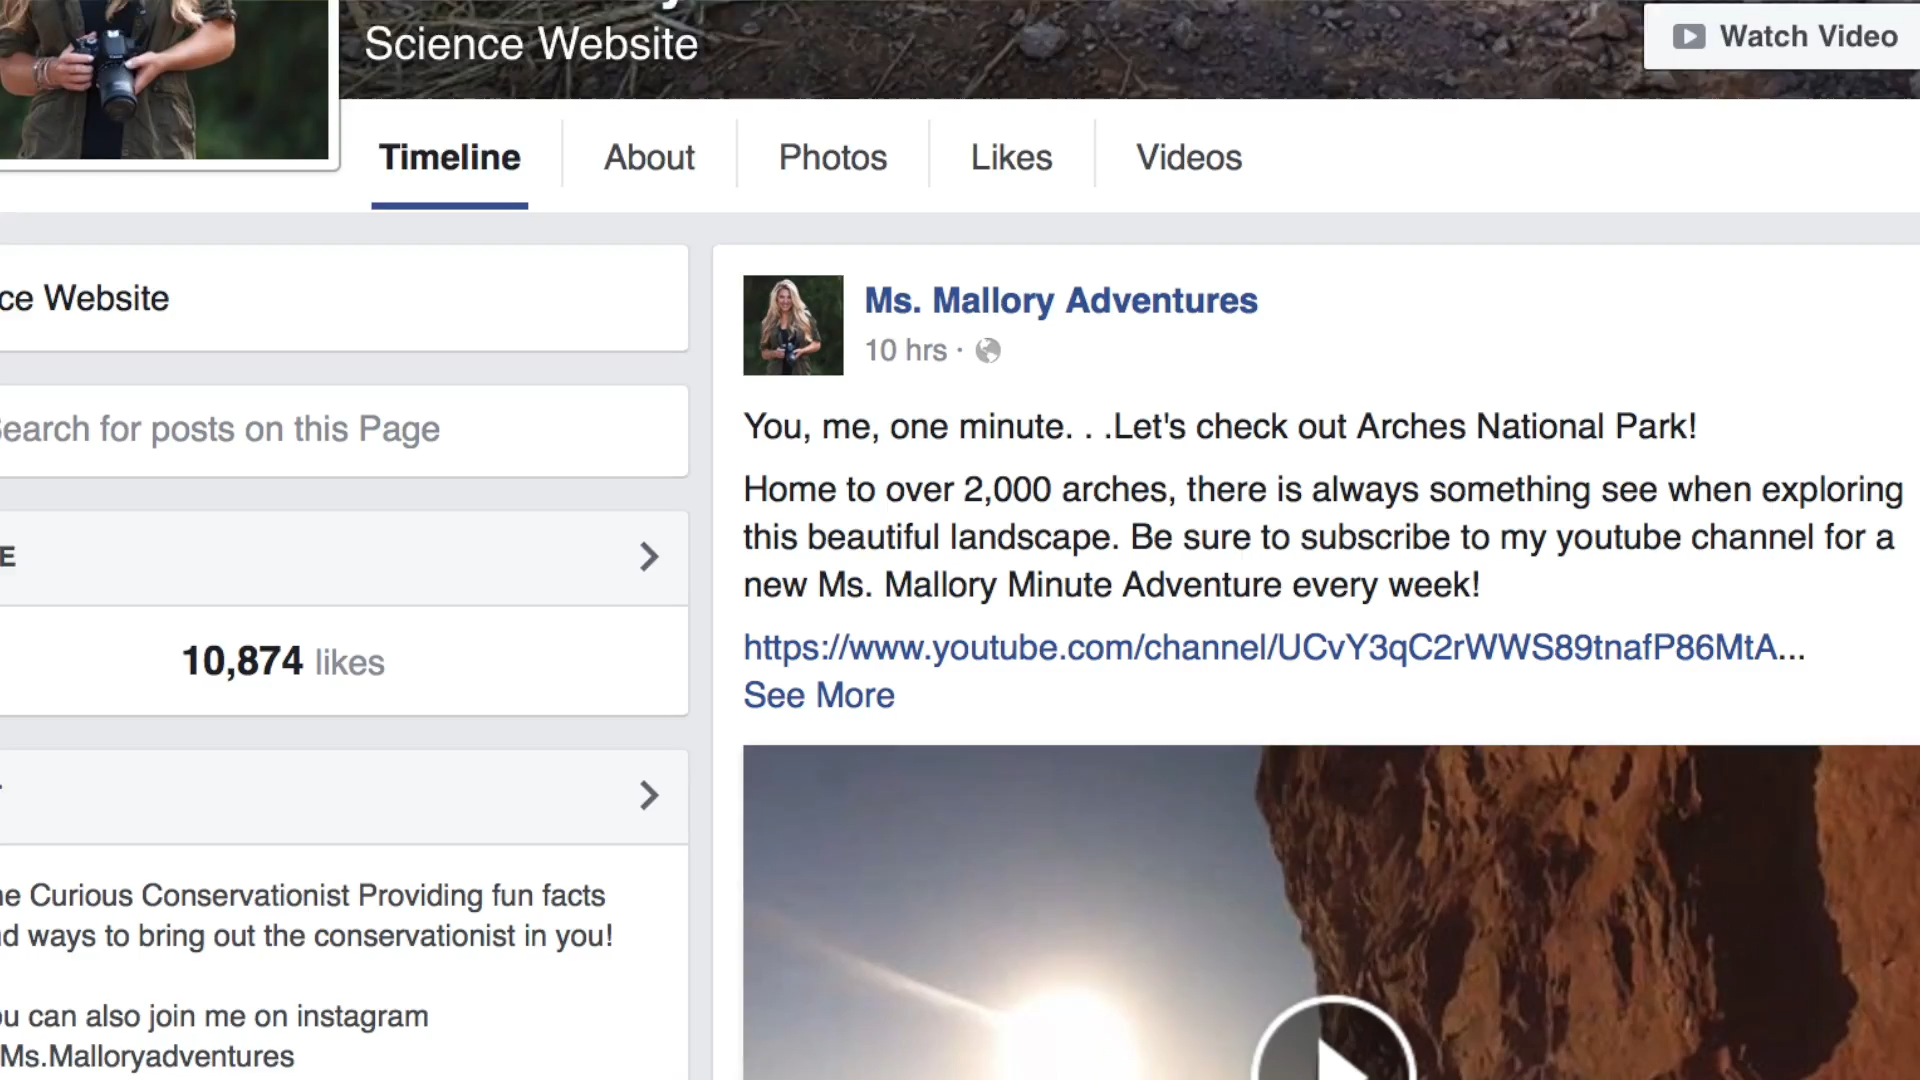 Science Website
Watch Video
Timeline
About
Photos
Likes
Videos
ce Website
Search for posts on this Page
E
10,874 likes
Curious Conservationist Providing fun facts
ways to bring out the conservationist in you!
can also join me on instagram
Ms.Malloryadventures
Ms. Mallory Adventures
10 hrs ·
You, me, one minute. . .Let's check out Arches National Park!
Home to over 2,000 arches, there is always something see when exploring
this beautiful landscape. Be sure to subscribe to my youtube channel for a
new Ms. Mallory Minute Adventure every week!
https://www.youtube.com/channel/UCvY3qC2rWWS89tnafP86MtA...
See More